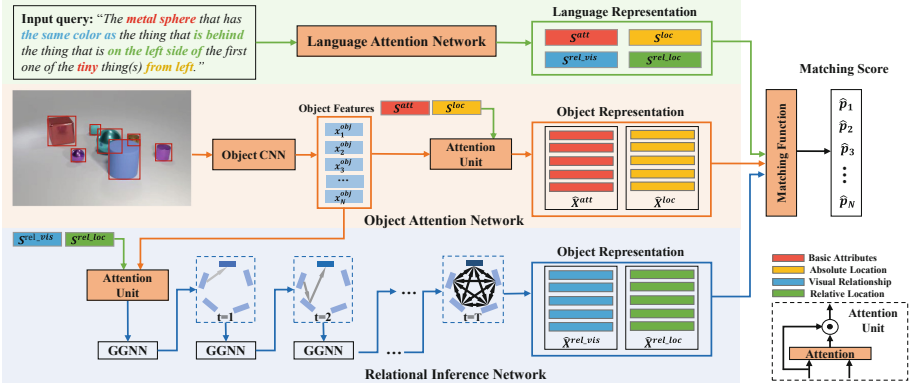 Input query: "The metal sphere that has
the same color as the thing that is behind
the thing that is on the left side of the first
one of the tiny thing(s) from left."
Language Attention Network
Language Representation
S^att S^loc
S^rel_vis S^rel_loc
Object CNN
Object Features
x_1^obj
x_2^obj
x_3^obj
...
x_N^obj
S^att S^loc
Attention
Unit
Object Representation
X̃^att X̃^loc
Object Attention Network
Matching Function
Matching Score
p̂_1
p̂_2
p̂_3
⋮
p̂_N
S^rel_vis S^rel_loc
Attention
Unit
GGNN
t=1
GGNN
t=2
GGNN
...
...
t=T
Object Representation
X̃^rel_vis X̃^rel_loc
Relational Inference Network
Basic Attributes
Absolute Location
Visual Relationship
Relative Location
Attention
Unit
Attention